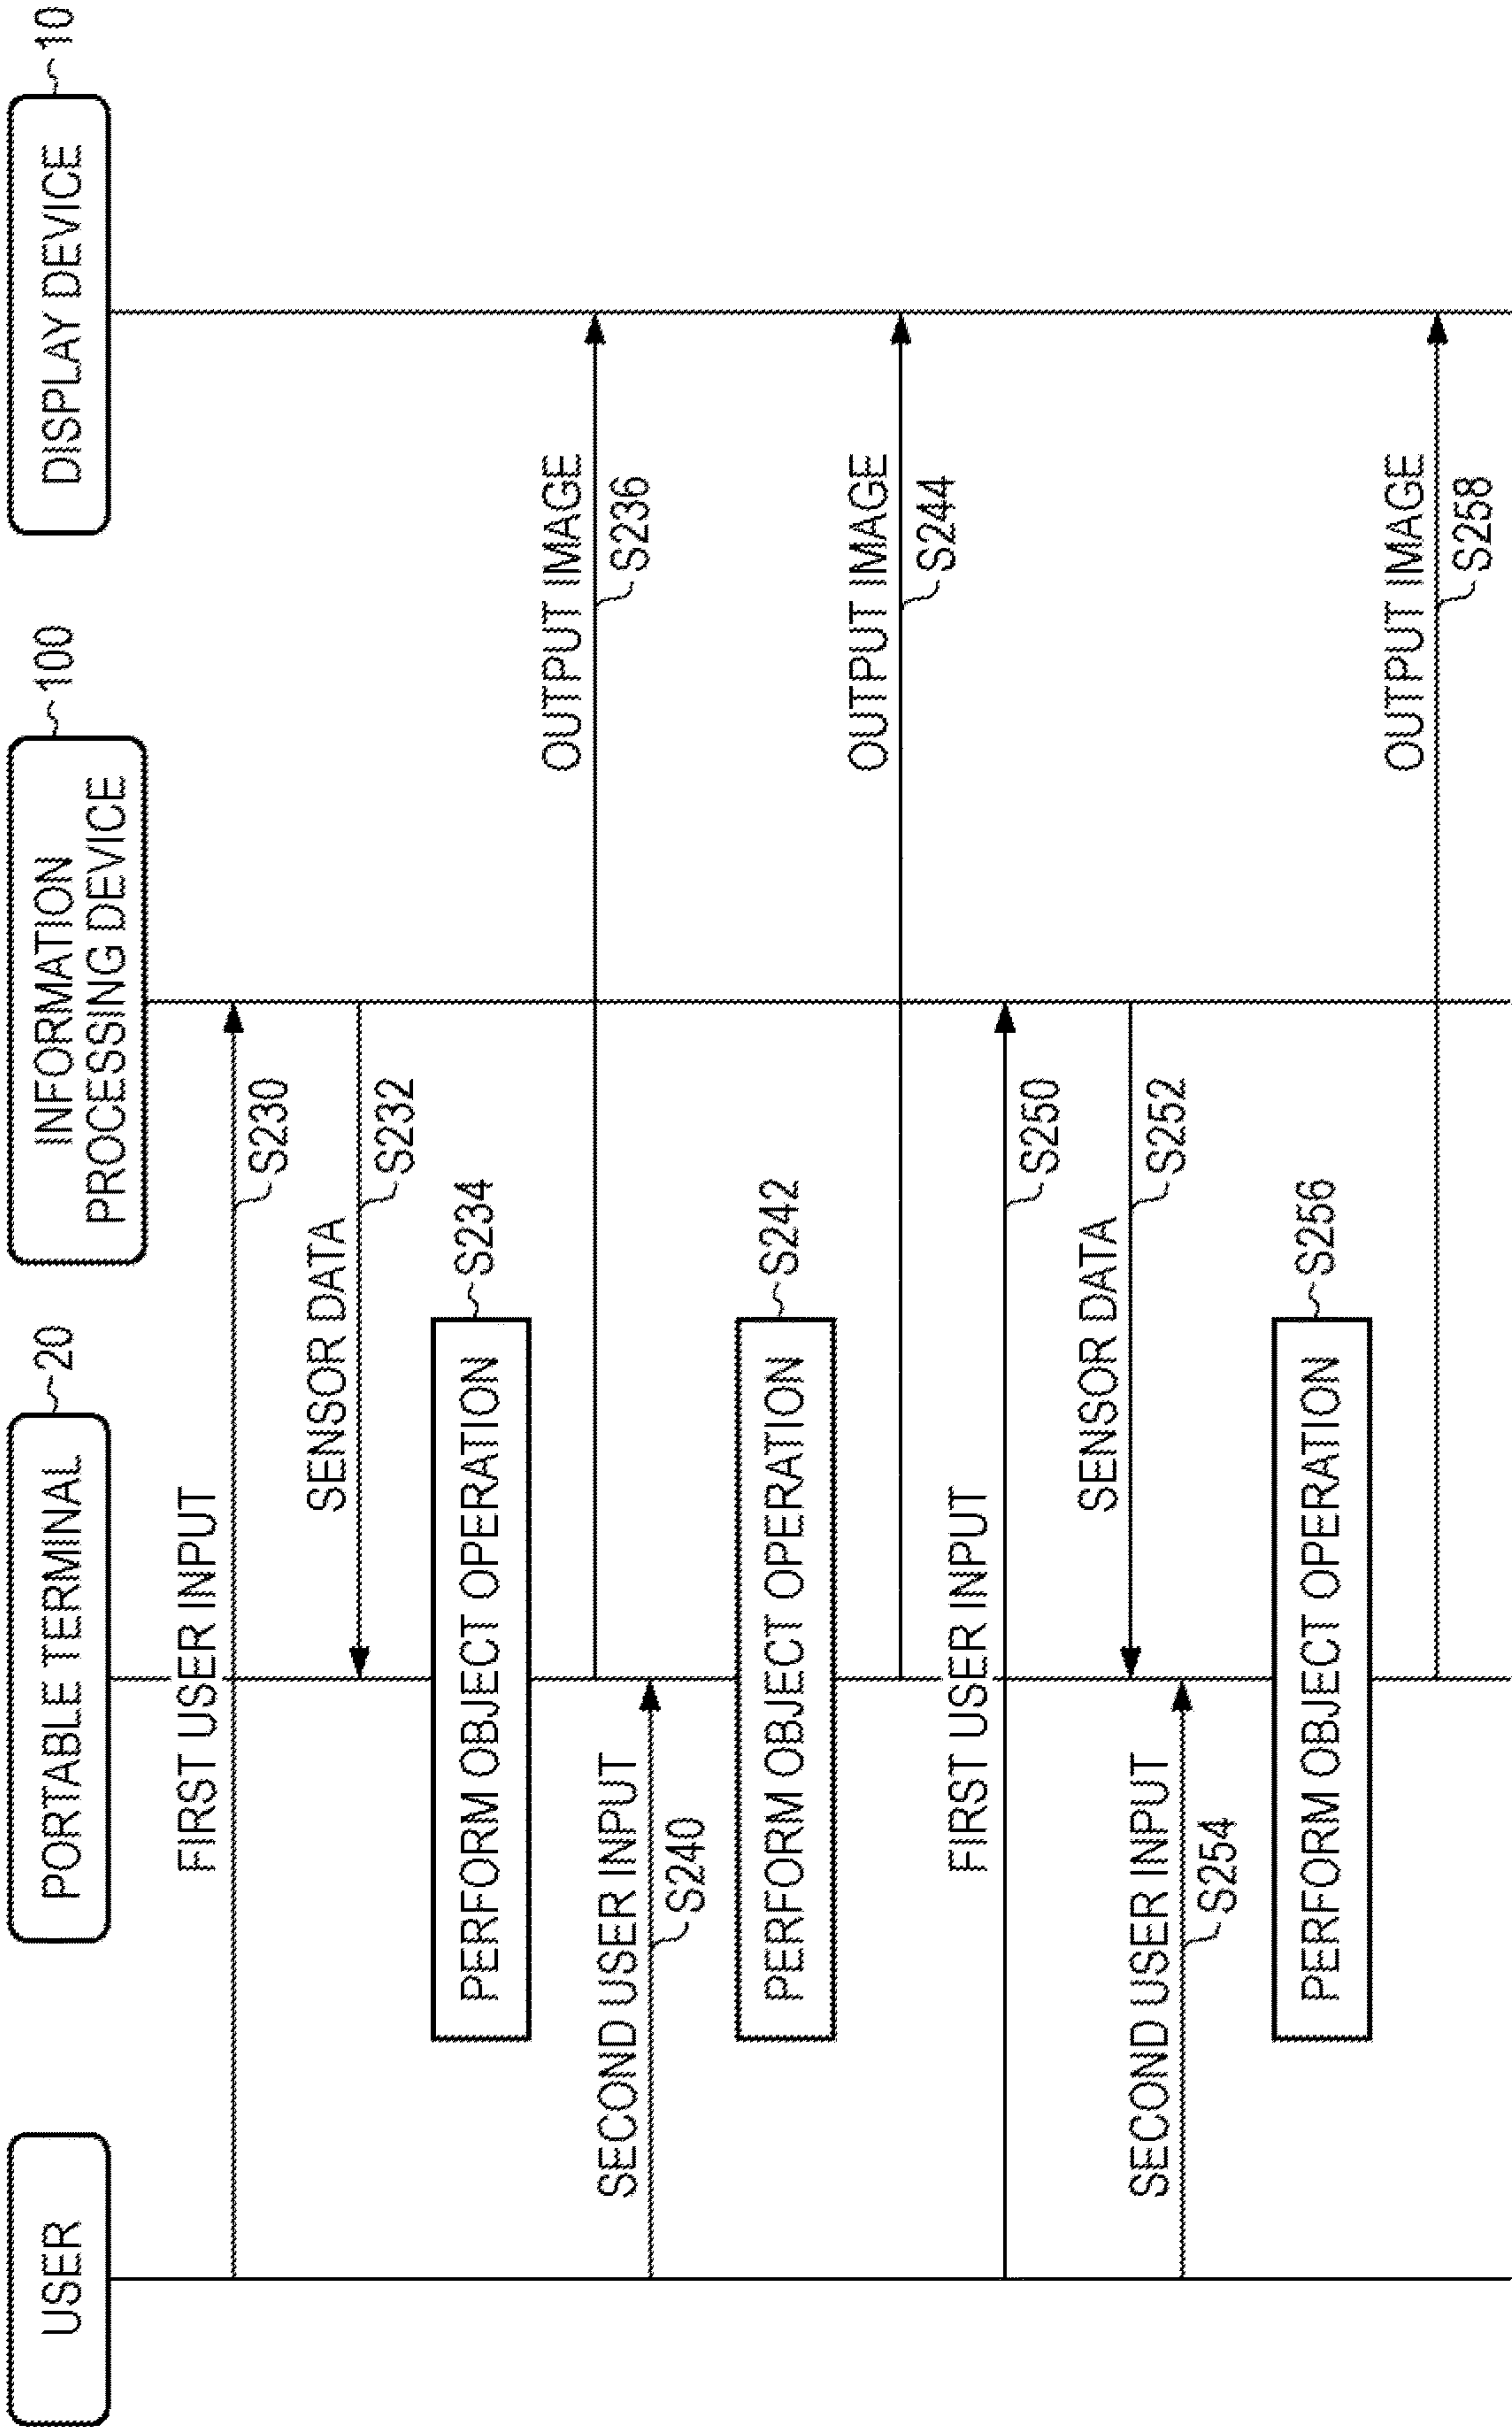 USER
PORTABLE TERMINAL
20
INFORMATION
PROCESSING DEVICE
100
DISPLAY DEVICE
10
FIRST USER INPUT
S230
SENSOR DATA
S232
PERFORM OBJECT OPERATION
S234
OUTPUT IMAGE
S236
SECOND USER INPUT
S240
PERFORM OBJECT OPERATION
S242
OUTPUT IMAGE
S244
FIRST USER INPUT
S250
SENSOR DATA
S252
SECOND USER INPUT
S254
PERFORM OBJECT OPERATION
S256
OUTPUT IMAGE
S258